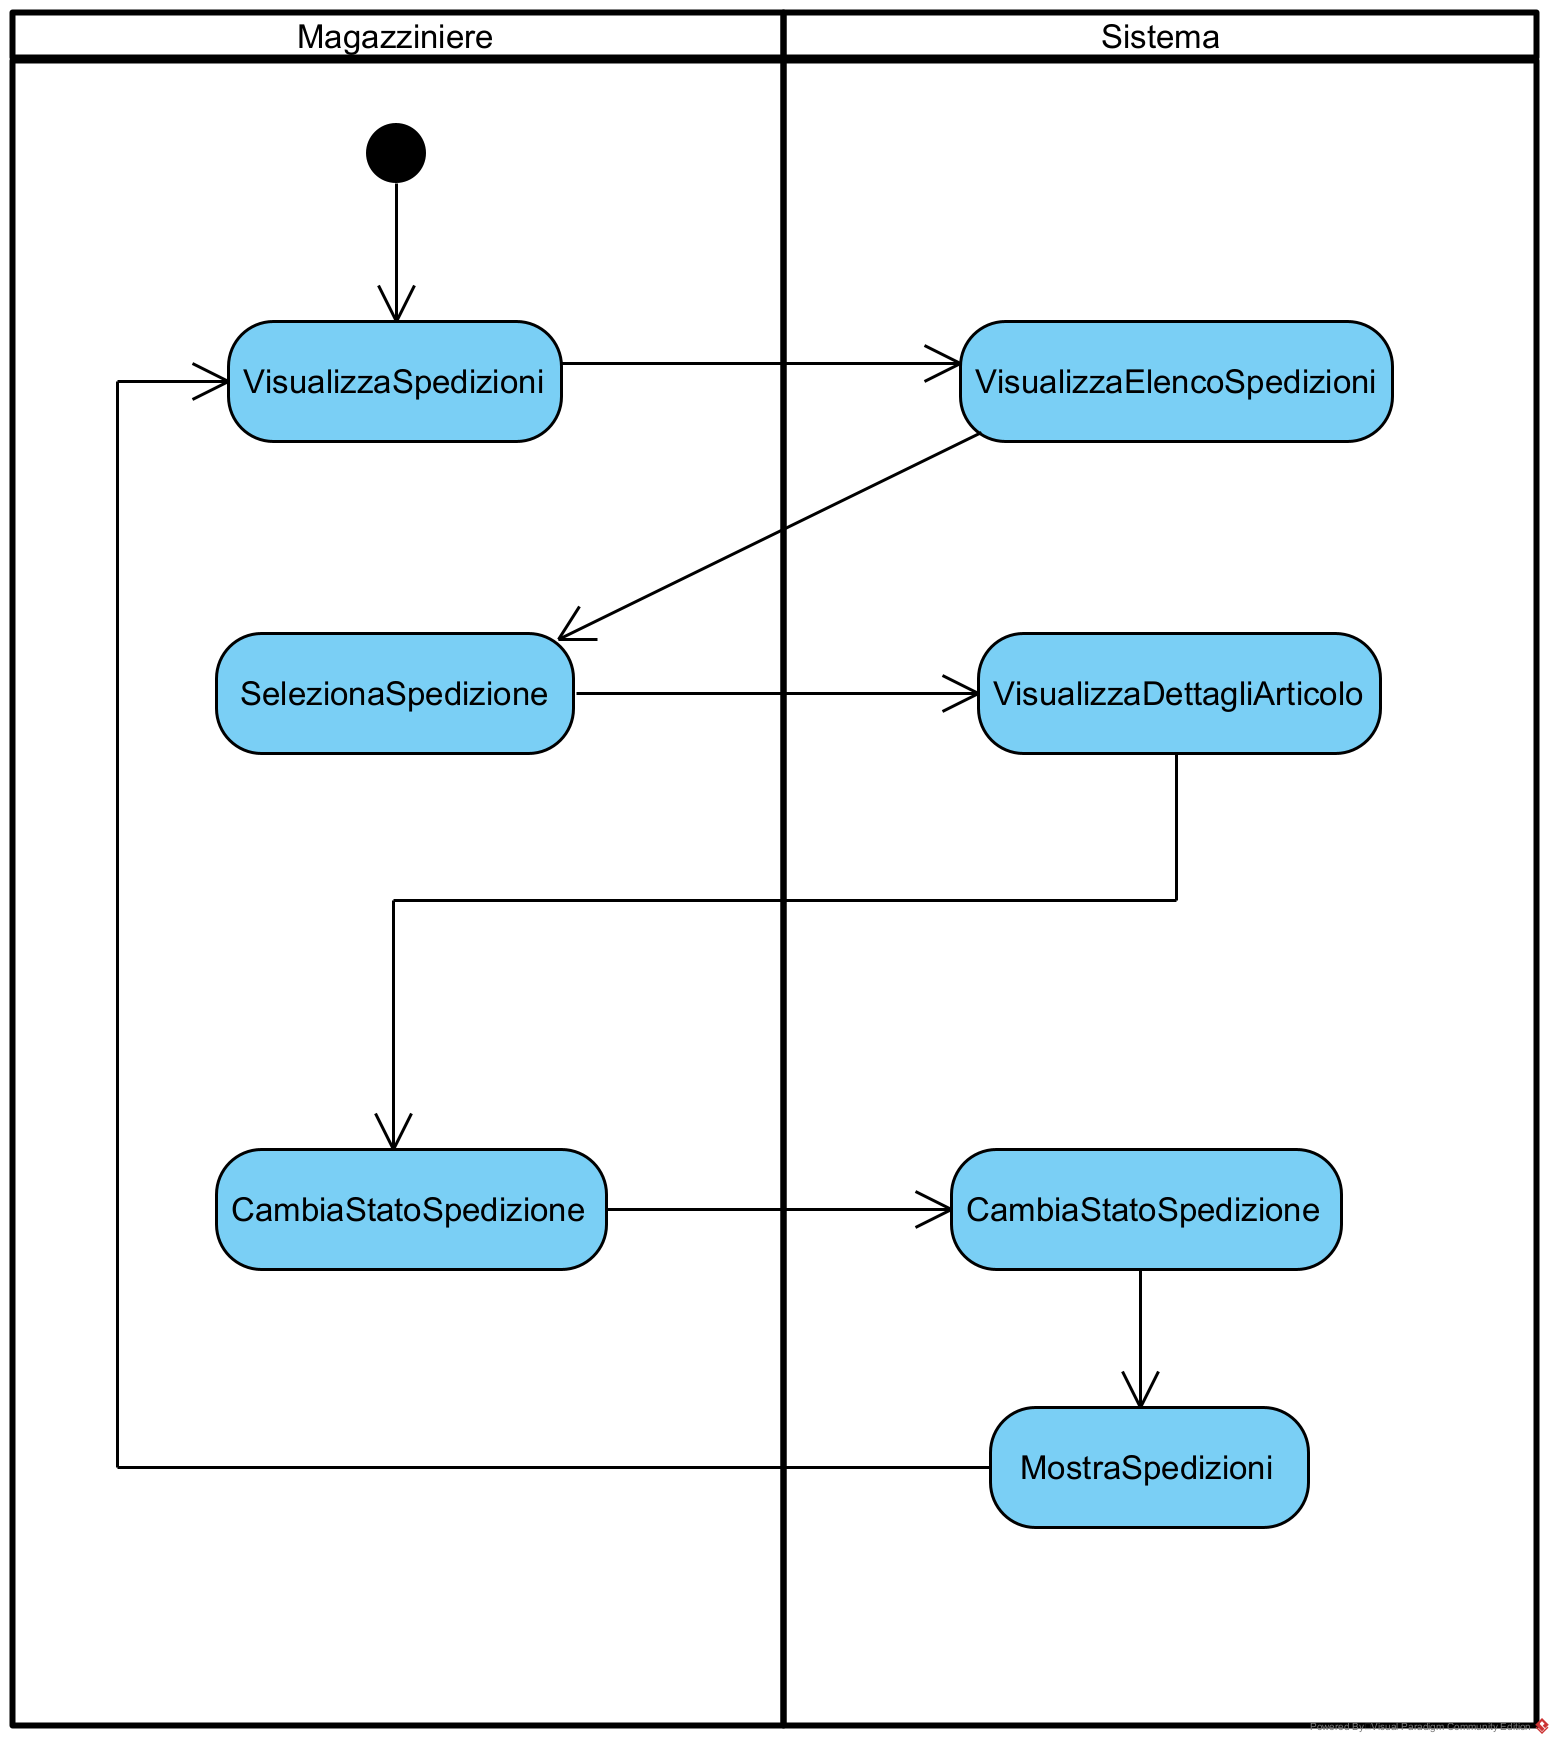 Magazziniere
Sistema
VisualizzaSpedizioni
VisualizzaElencoSpedizioni
SelezionaSpedizione
VisualizzaDettagliArticolo
CambiaStatoSpedizione
CambiaStatoSpedizione
MostraSpedizioni
Powered By: Visual Paradigm Community Edition